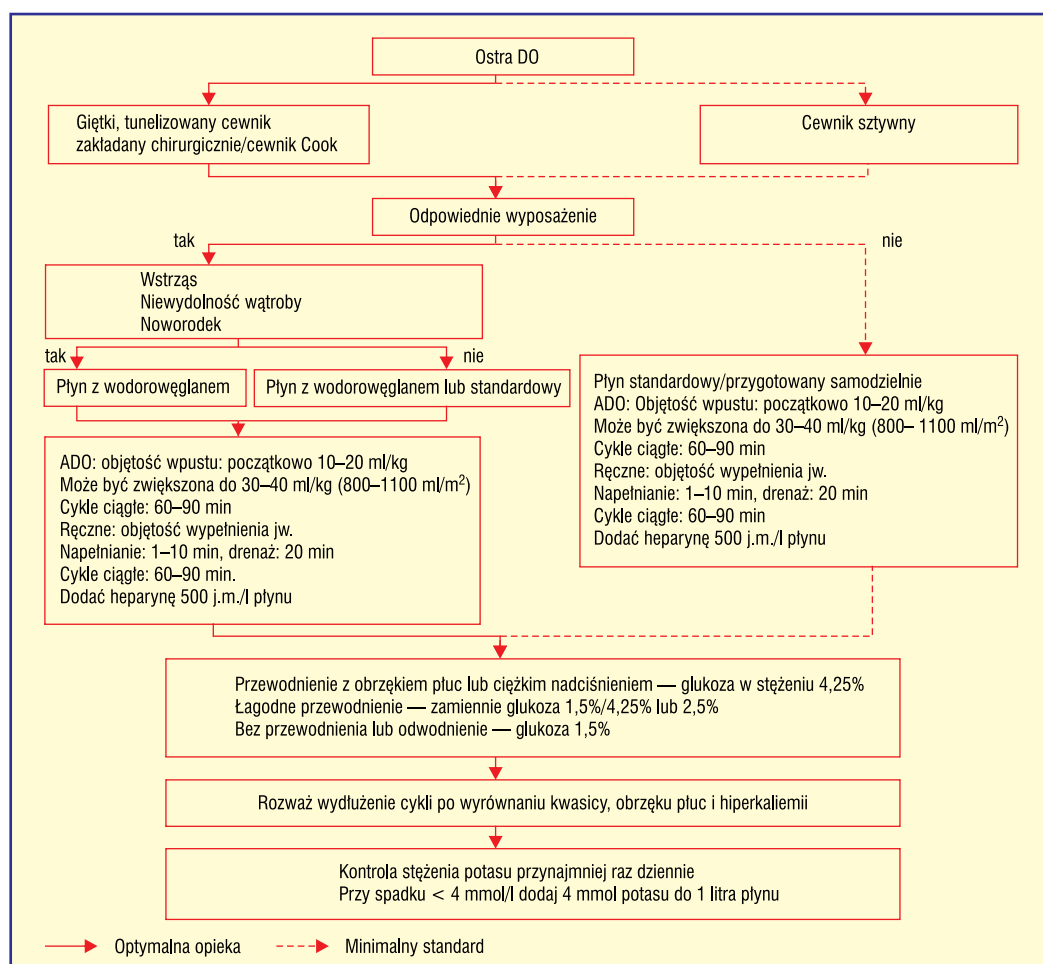 Ostra DO
Giętki, tunelizowany cewnik
zakładany chirurgicznie/cewnik Cook
Cewnik sztywny
Odpowiednie wyposażenie
tak
nie
Wstrząs
Niewydolność wątroby
Noworodek
tak
nie
Płyn z wodorowęglanem
Płyn z wodorowęglanem lub standardowy
ADO: objętość wpustu: początkowo 10–20 ml/kg
Może być zwiększona do 30–40 ml/kg (800–1100 ml/m²)
Cykle ciągłe: 60–90 min
Ręczne: objętość wypełnienia jw.
Napełnianie: 1–10 min, drenaż: 20 min
Cykle ciągłe: 60–90 min.
Dodać heparynę 500 j.m./l płynu
Płyn standardowy/przygotowany samodzielnie
ADO: Objętość wpustu: początkowo 10–20 ml/kg
Może być zwiększona do 30–40 ml/kg (800– 1100 ml/m²)
Cykle ciągłe: 60–90 min
Ręczne: objętość wypełnienia jw.
Napełnianie: 1–10 min, drenaż: 20 min
Cykle ciągłe: 60–90 min
Dodać heparynę 500 j.m./l płynu
Przewodnienie z obrzękiem płuc lub ciężkim nadciśnieniem — glukoza w stężeniu 4,25%
Łagodne przewodnienie — zamiennie glukoza 1,5%/4,25% lub 2,5%
Bez przewodnienia lub odwodnienie — glukoza 1,5%
Rozważ wydłużenie cykli po wyrównaniu kwasicy, obrzęku płuc i hiperkaliemii
Kontrola stężenia potasu przynajmniej raz dziennie
Przy spadku < 4 mmol/l dodaj 4 mmol potasu do 1 litra płynu
Optymalna opieka
Minimalny standard